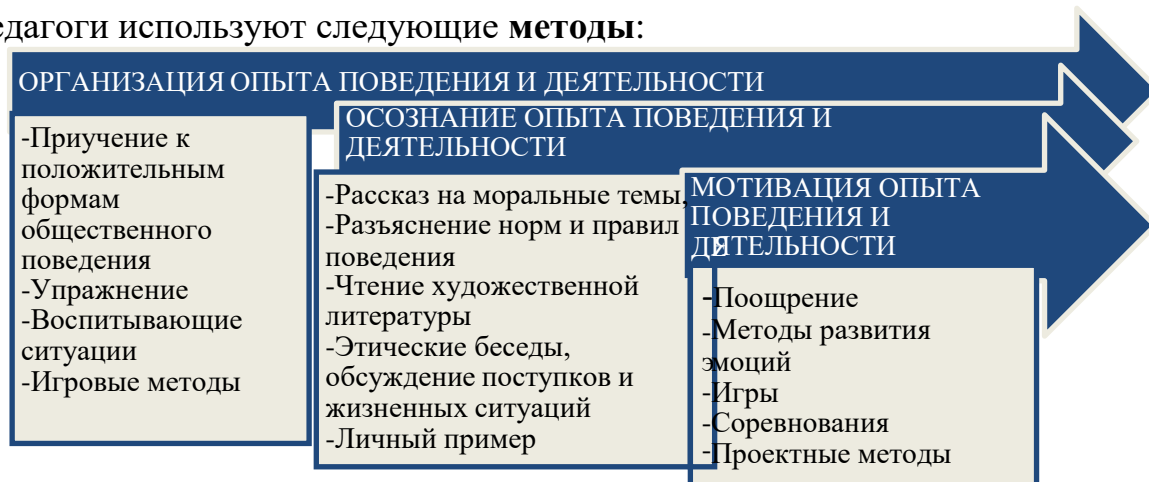 едагоги используют следующие методы:
ОРГАНИЗАЦИЯ ОПЫТА ПОВЕДЕНИЯ И ДЕЯТЕЛЬНОСТИ
-Приучение к
положительным
формам
общественного
поведения
-Упражнение
-Воспитывающие
ситуации
-Игровые методы
ОСОЗНАНИЕ ОПЫТА ПОВЕДЕНИЯ И
ДЕЯТЕЛЬНОСТИ
-Рассказ на моральные темы,
-Разъяснение норм и правил
поведения
-Чтение художественной
литературы
-Этические беседы,
обсуждение поступков и
жизненных ситуаций
-Личный пример
МОТИВАЦИЯ ОПЫТА
ПОВЕДЕНИЯ И
ДЕЯТЕЛЬНОСТИ
-Поощрение
-Методы развития
эмоций
-Игры
-Соревнования
-Проектные методы